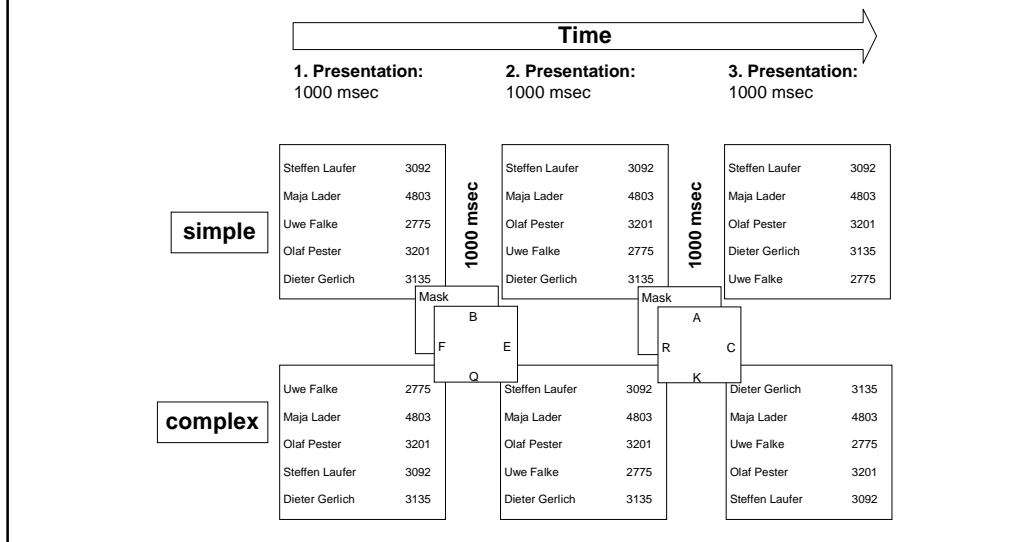 Time
1. Presentation: 2. Presentation: 3. Presentation:
1000 msec 1000 msec 1000 msec
simple
Steffen Laufer 3092
Maja Lader 4803
Uwe Falke 2775
Olaf Pester 3201
Dieter Gerlich 3135
1000 msec
Mask
B
F E
Q
Steffen Laufer 3092
Maja Lader 4803
Olaf Pester 3201
Uwe Falke 2775
Dieter Gerlich 3135
1000 msec
Mask
A
R C
K
Steffen Laufer 3092
Maja Lader 4803
Olaf Pester 3201
Dieter Gerlich 3135
Uwe Falke 2775
complex
Uwe Falke 2775
Maja Lader 4803
Olaf Pester 3201
Steffen Laufer 3092
Dieter Gerlich 3135
Steffen Laufer 3092
Maja Lader 4803
Olaf Pester 3201
Uwe Falke 2775
Dieter Gerlich 3135
Dieter Gerlich 3135
Maja Lader 4803
Uwe Falke 2775
Olaf Pester 3201
Steffen Laufer 3092